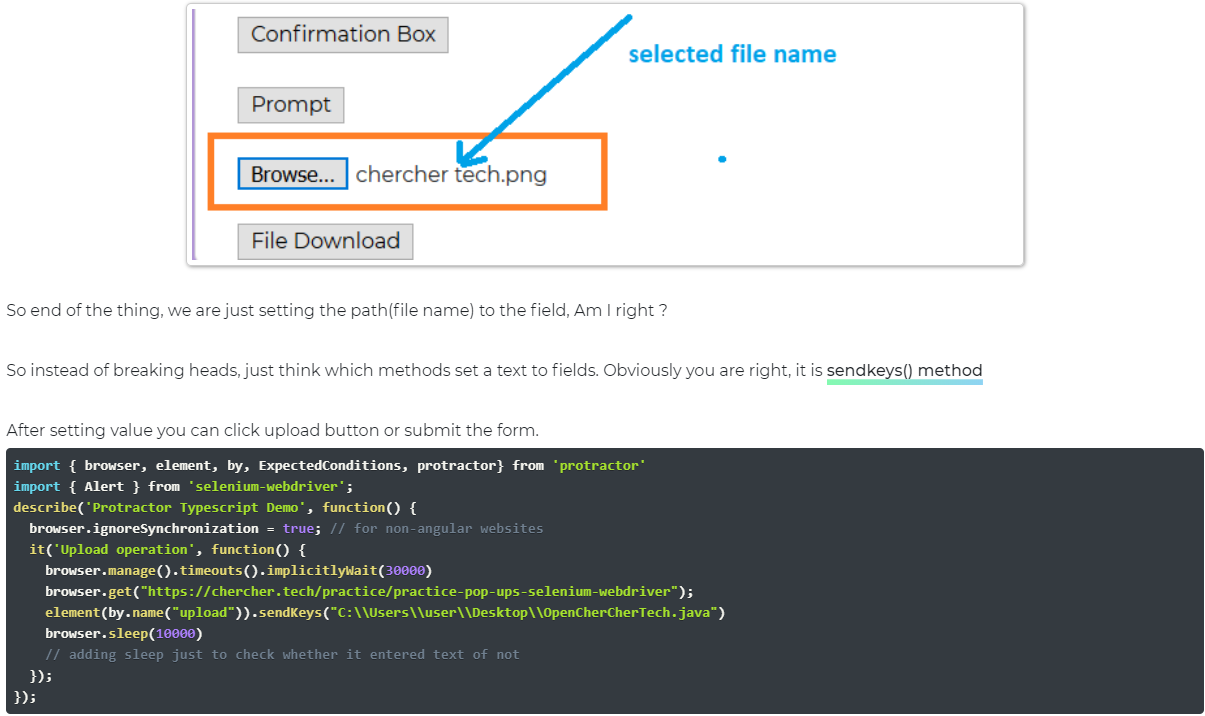 Confirmation Box
selected file name
Prompt
Browse... chercher tech.png
File Download
So end of the thing, we are just setting the path(file name) to the field, Am I right ?
So instead of breaking heads, just think which methods set a text to fields. Obviously you are right, it is sendkeys() method
After setting value you can click upload button or submit the form.
import { browser, element, by, ExpectedConditions, protractor} from 'protractor'
import { Alert } from 'selenium-webdriver';
describe('Protractor Typescript Demo', function() {
  browser.ignoreSynchronization = true; // for non-angular websites
  it('Upload operation', function() {
    browser.manage().timeouts().implicitlyWait(30000)
    browser.get("https://chercher.tech/practice/practice-pop-ups-selenium-webdriver");
    element(by.name("upload")).sendKeys("C:\\Users\\user\\Desktop\\OpenCherCherTech.java")
    browser.sleep(10000)
    // adding sleep just to check whether it entered text of not
  });
});